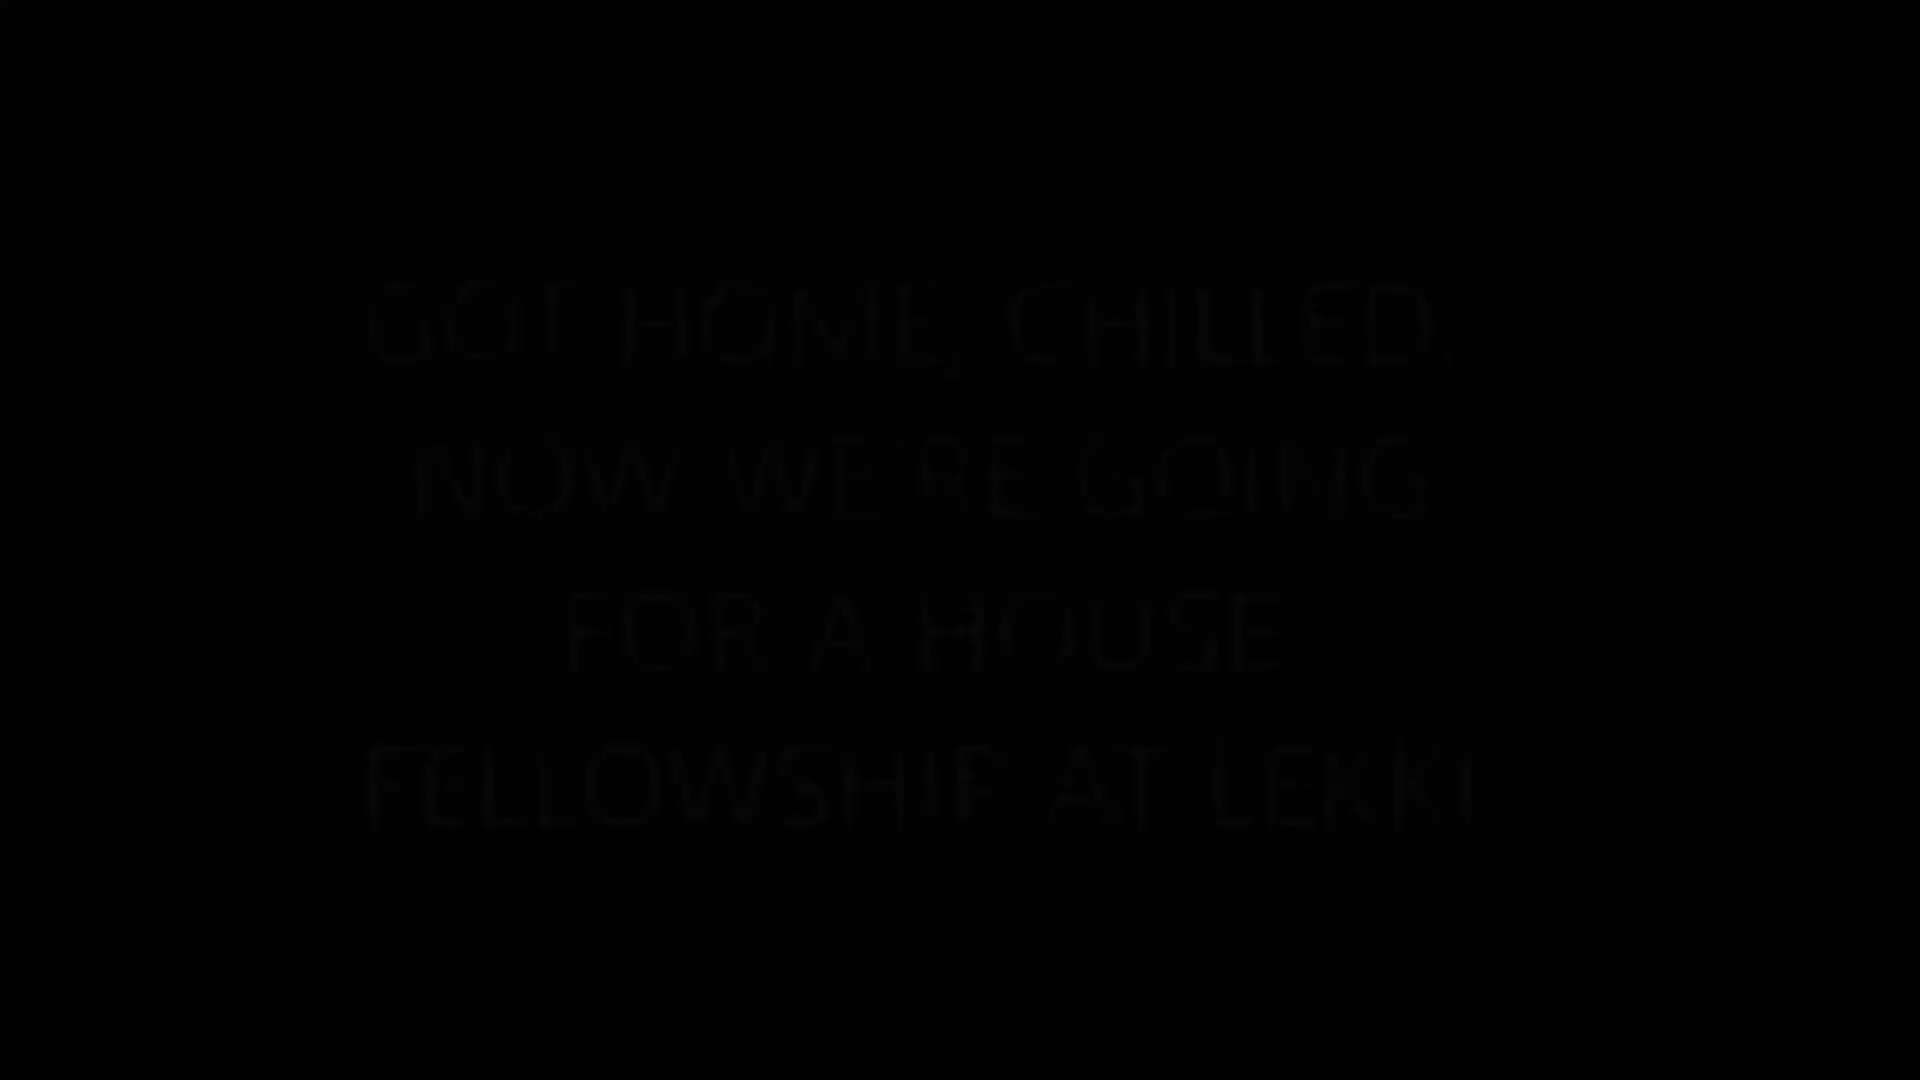 GOT HOME, CHILLED...
NOW WE'RE GOING
FOR A HOUSE
FELLOWSHIP AT LEKKI